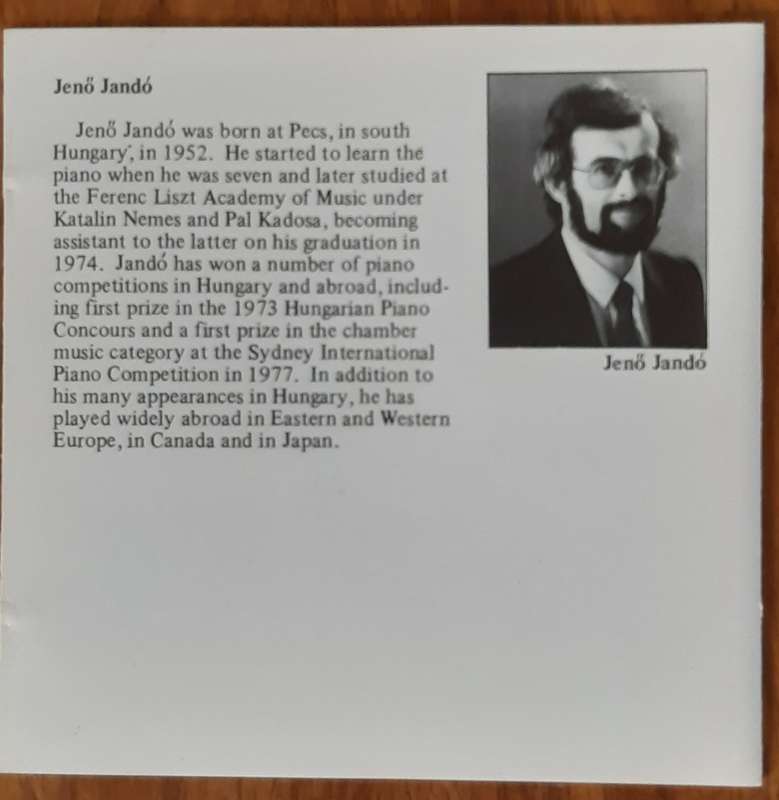 Jenő Jandó
Jenő Jandó was born at Pecs, in south
Hungary, in 1952. He started to learn the
piano when he was seven and later studied at
the Ferenc Liszt Academy of Music under
Katalin Nemes and Pal Kadosa, becoming
assistant to the latter on his graduation in
1974. Jandó has won a number of piano
competitions in Hungary and abroad, includ-
ing first prize in the 1973 Hungarian Piano
Concours and a first prize in the chamber
music category at the Sydney International
Piano Competition in 1977. In addition to
his many appearances in Hungary, he has
played widely abroad in Eastern and Western
Europe, in Canada and in Japan.
Jenő Jandó